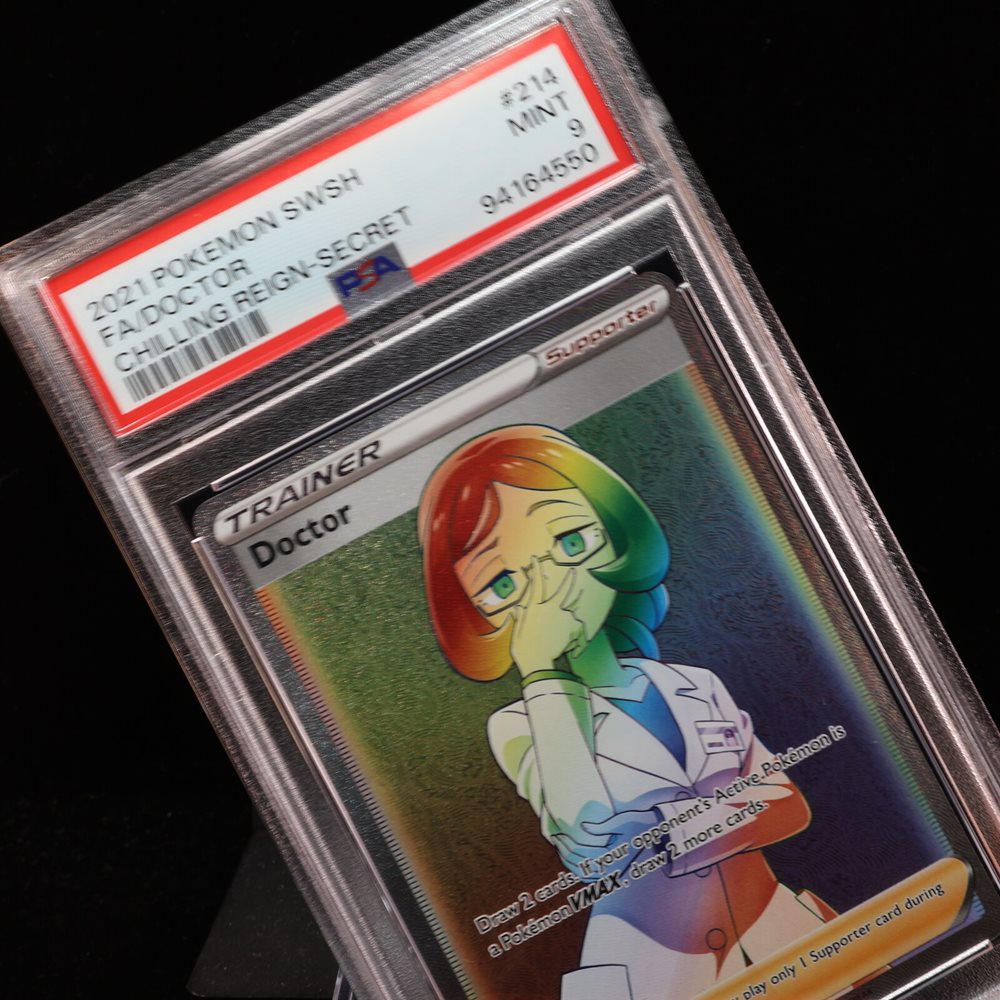 2021 POKEMON SWSH
#214
FA/DOCTOR
MINT
CHILLING REIGN-SECRET
9
94164550
PSA
TRAINER
Supporter
Doctor
Draw 2 cards. If your opponent's Active Pokémon is
a Pokémon VMAX, draw 2 more cards.
play only 1 Supporter card during